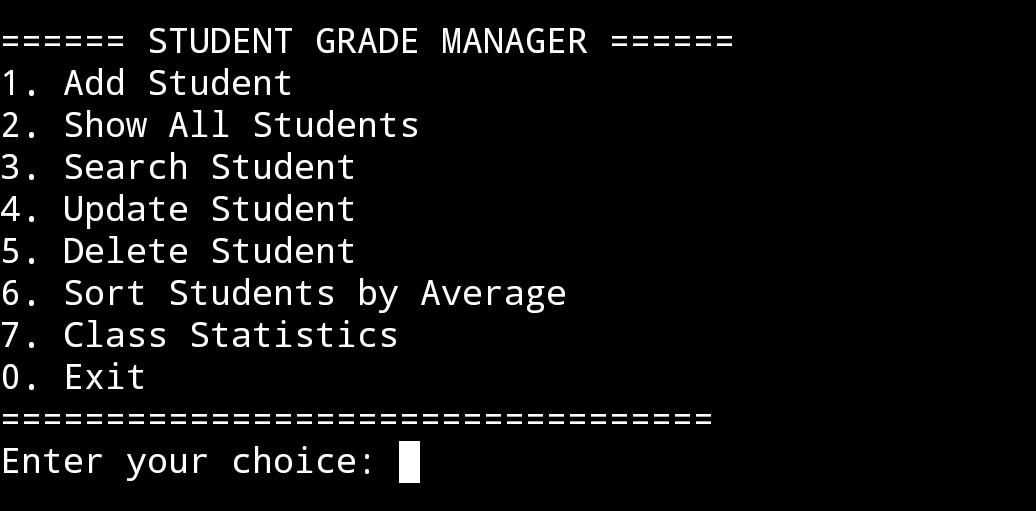 ====== STUDENT GRADE MANAGER ======
1. Add Student
2. Show All Students
3. Search Student
4. Update Student
5. Delete Student
6. Sort Students by Average
7. Class Statistics
0. Exit
==================================
Enter your choice: